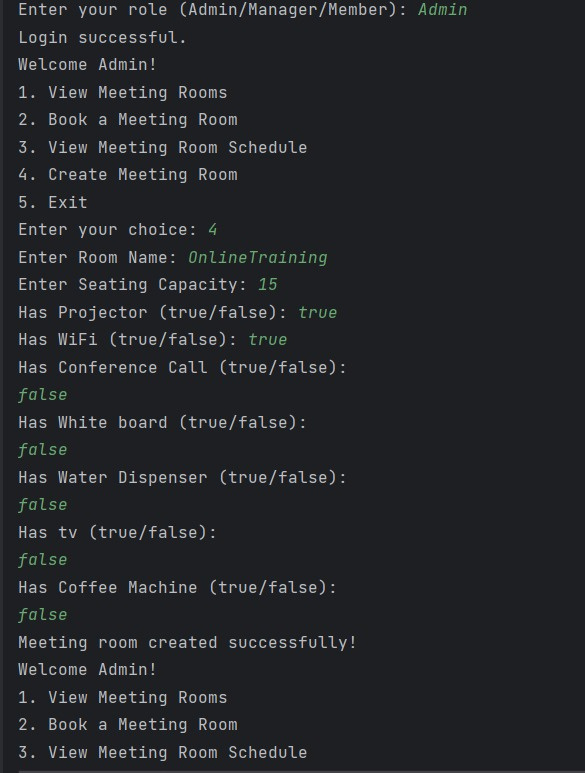 Enter your role (Admin/Manager/Member): Admin
Login successful.
Welcome Admin!
1. View Meeting Rooms
2. Book a Meeting Room
3. View Meeting Room Schedule
4. Create Meeting Room
5. Exit
Enter your choice: 4
Enter Room Name: OnlineTraining
Enter Seating Capacity: 15
Has Projector (true/false): true
Has WiFi (true/false): true
Has Conference Call (true/false):
false
Has White board (true/false):
false
Has Water Dispenser (true/false):
false
Has tv (true/false):
false
Has Coffee Machine (true/false):
false
Meeting room created successfully!
Welcome Admin!
1. View Meeting Rooms
2. Book a Meeting Room
3. View Meeting Room Schedule